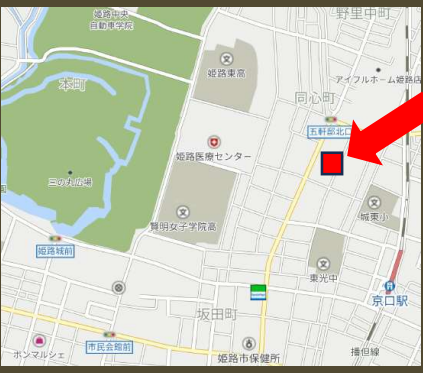 姫路中央
自動車学院
野里中町
姫路東高
本町
アイフルホーム姫路店
同心町
五軒邸北口
姫路医療センター
三の丸広場
賢明女子学院高
城東小
姫路城前
東光中
京口駅
坂田町
市民会館前
ボンマルシェ
姫路市保健所
播但線